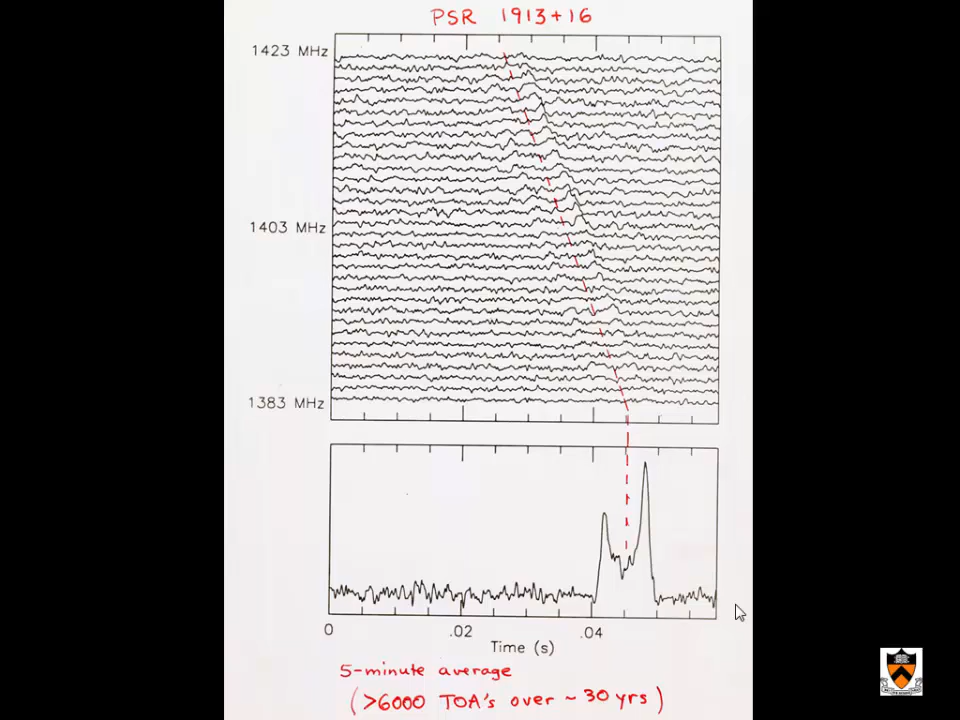 PSR 1913+16
1423 MHz
1403 MHz
1383 MHz
0 .02 .04
Time (s)
5-minute average
(>6000 TOA's over ~ 30 yrs)